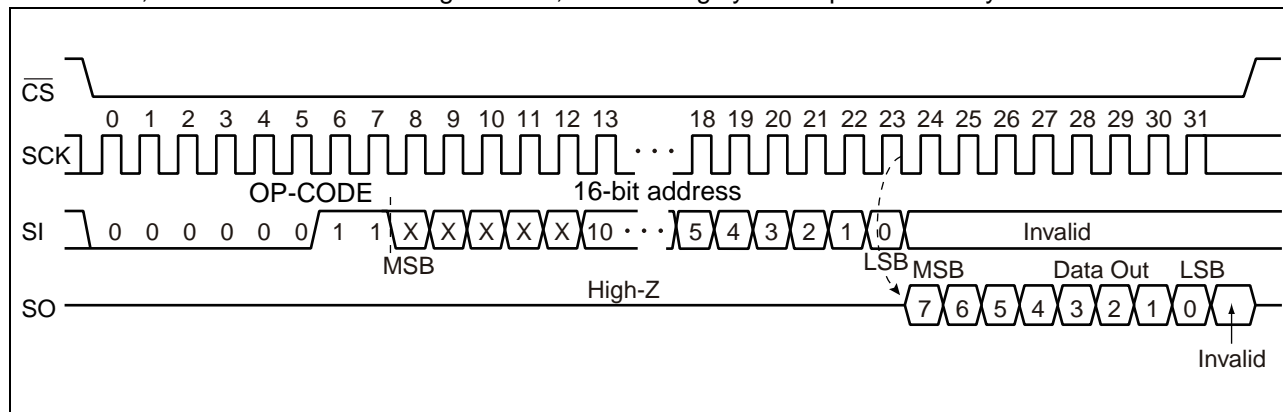 CS
0 1 2 3 4 5 6 7 8 9 10 11 12 13 18 19 20 21 22 23 24 25 26 27 28 29 30 31
SCK ···
OP-CODE 16-bit address
SI 0 0 0 0 0 0 1 1 X X X X X 10 ··· 5 4 3 2 1 0 Invalid
MSB LSB MSB Data Out LSB
High-Z
SO 7 6 5 4 3 2 1 0
Invalid